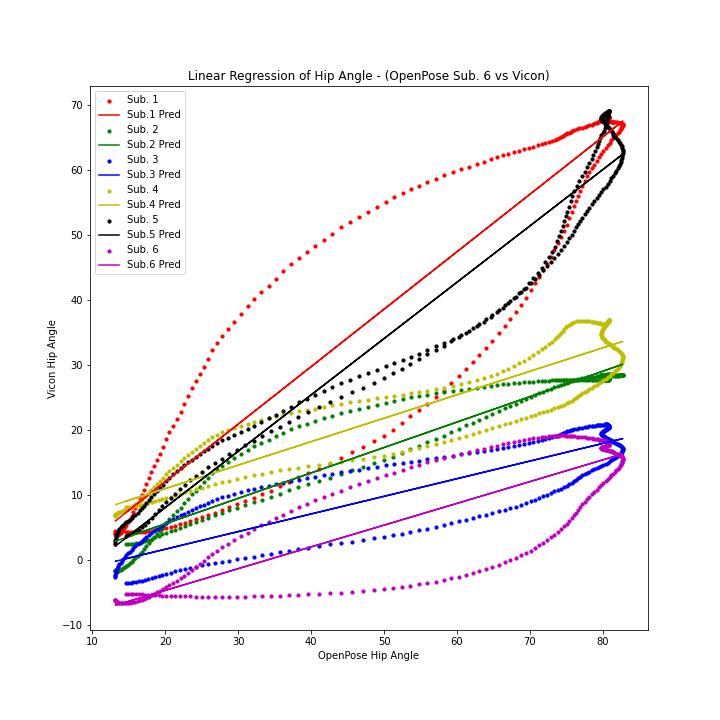 Linear Regression of Hip Angle - (OpenPose Sub. 6 vs Vicon)
Sub. 1
Sub.1 Pred
Sub. 2
Sub.2 Pred
Sub. 3
Sub.3 Pred
Sub. 4
Sub.4 Pred
Sub. 5
Sub.5 Pred
Sub. 6
Sub.6 Pred
Vicon Hip Angle
70
60
50
40
30
20
10
0
−10
10 20 30 40 50 60 70 80
OpenPose Hip Angle